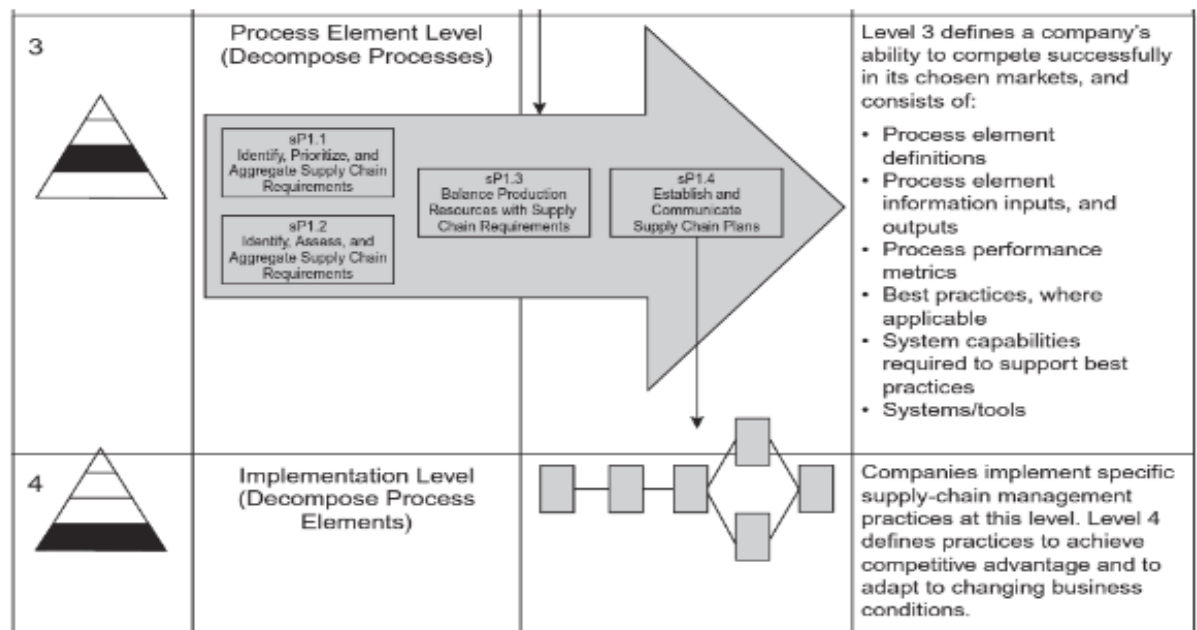 3
Process Element Level
(Decompose Processes)
sP1.1
Identify, Prioritize, and
Aggregate Supply Chain
Requirements
sP1.2
Identify, Assess, and
Aggregate Supply Chain
Requirements
sP1.3
Balance Production
Resources with Supply
Chain Requirements
sP1.4
Establish and
Communicate
Supply Chain Plans
Level 3 defines a company's
ability to compete successfully
in its chosen markets, and
consists of:
• Process element
definitions
• Process element
information inputs, and
outputs
• Process performance
metrics
• Best practices, where
applicable
• System capabilities
required to support best
practices
• Systems/tools
4
Implementation Level
(Decompose Process
Elements)
Companies implement specific
supply-chain management
practices at this level. Level 4
defines practices to achieve
competitive advantage and to
adapt to changing business
conditions.